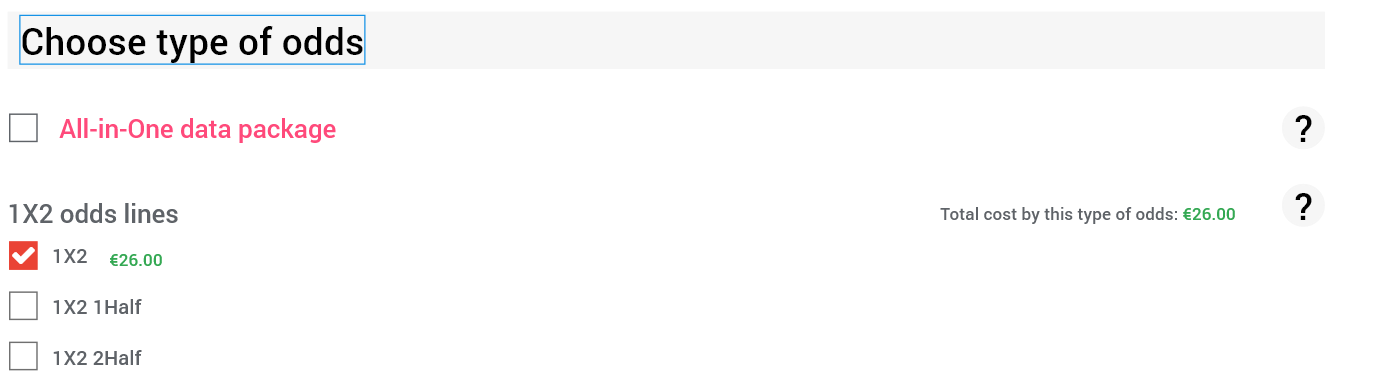 Choose type of odds
All-in-One data package ?
1X2 odds lines Total cost by this type of odds: €26.00 ?
1X2 €26.00
1X2 1Half
1X2 2Half